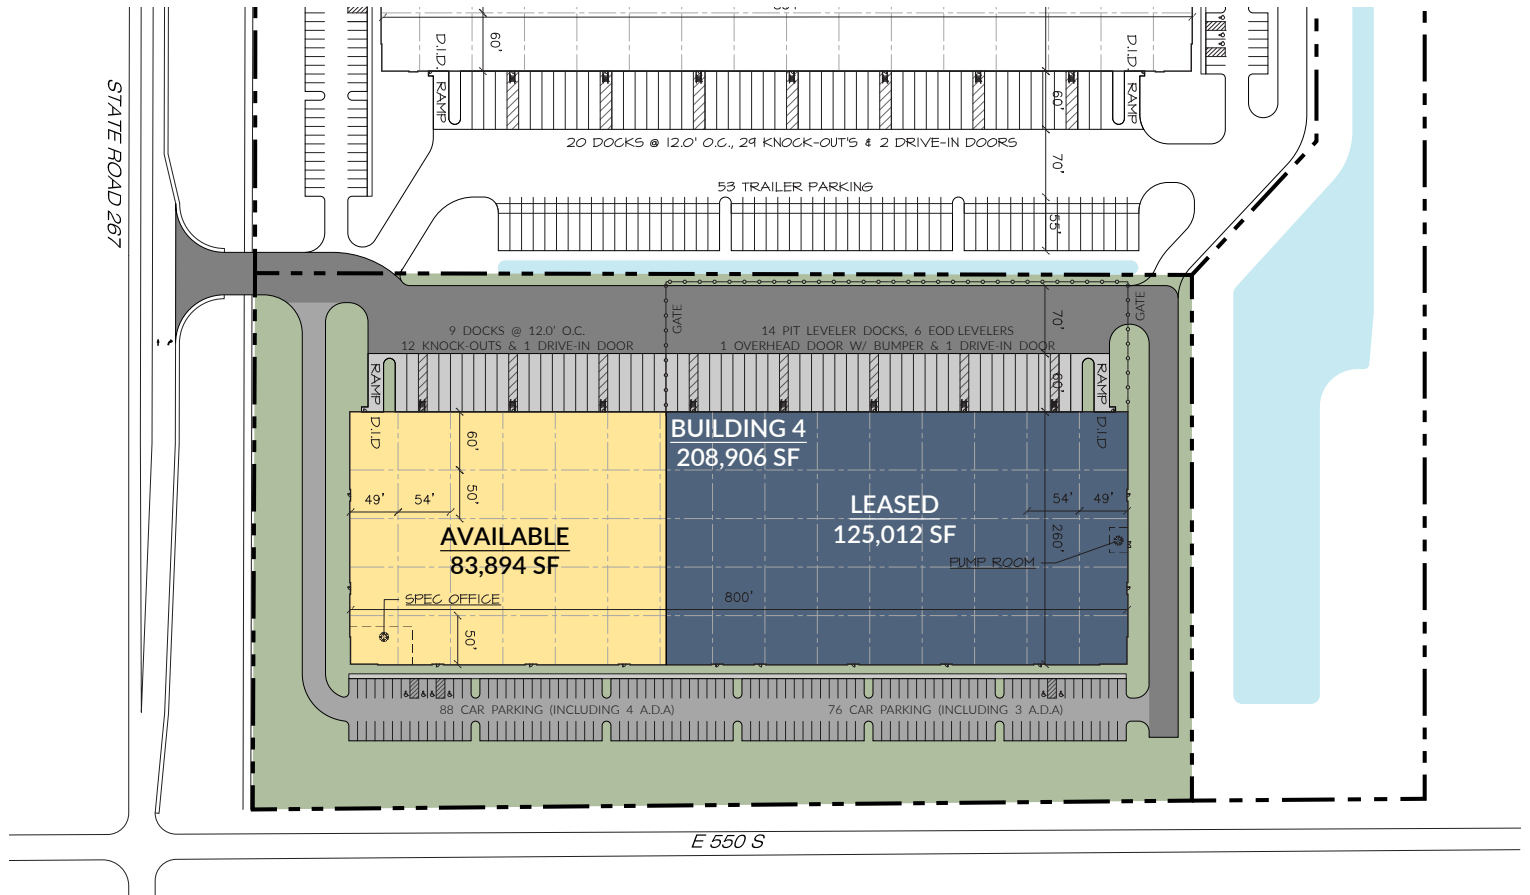 60'
D.I.D.
D.I.D.
RAMP
60'
RAMP
20 DOCKS @ 12.0' O.C., 29 KNOCK-OUT'S & 2 DRIVE-IN DOORS
70'
STATE ROAD 267
53 TRAILER PARKING
55'
GATE
GATE
70'
9 DOCKS @ 12.0' O.C.
12 KNOCK-OUTS & 1 DRIVE-IN DOOR
14 PIT LEVELER DOCKS, 6 EOD LEVELERS
1 OVERHEAD DOOR W/ BUMPER & 1 DRIVE-IN DOOR
RAMP
60'
RAMP
D.I.D
60'
BUILDING 4
208,906 SF
D.I.D
49'
54'
50'
LEASED
125,012 SF
54'
49'
AVAILABLE
83,894 SF
260'
PUMP ROOM
SPEC OFFICE
800'
50'
88 CAR PARKING (INCLUDING 4 A.D.A)
76 CAR PARKING (INCLUDING 3 A.D.A)
E 550 S